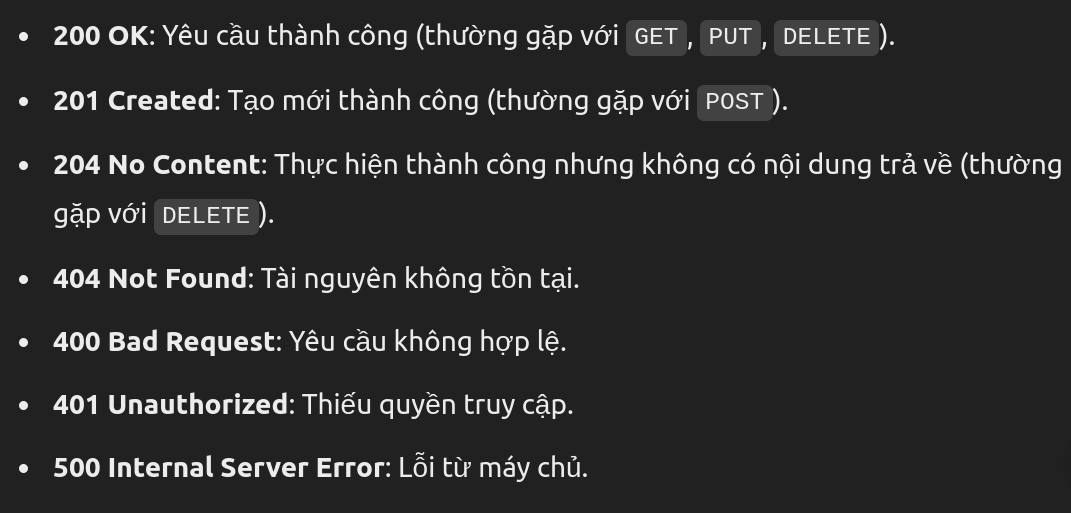 • 200 OK: Yêu cầu thành công (thường gặp với GET, PUT, DELETE).
• 201 Created: Tạo mới thành công (thường gặp với POST).
• 204 No Content: Thực hiện thành công nhưng không có nội dung trả về (thường
gặp với DELETE).
• 404 Not Found: Tài nguyên không tồn tại.
• 400 Bad Request: Yêu cầu không hợp lệ.
• 401 Unauthorized: Thiếu quyền truy cập.
• 500 Internal Server Error: Lỗi từ máy chủ.